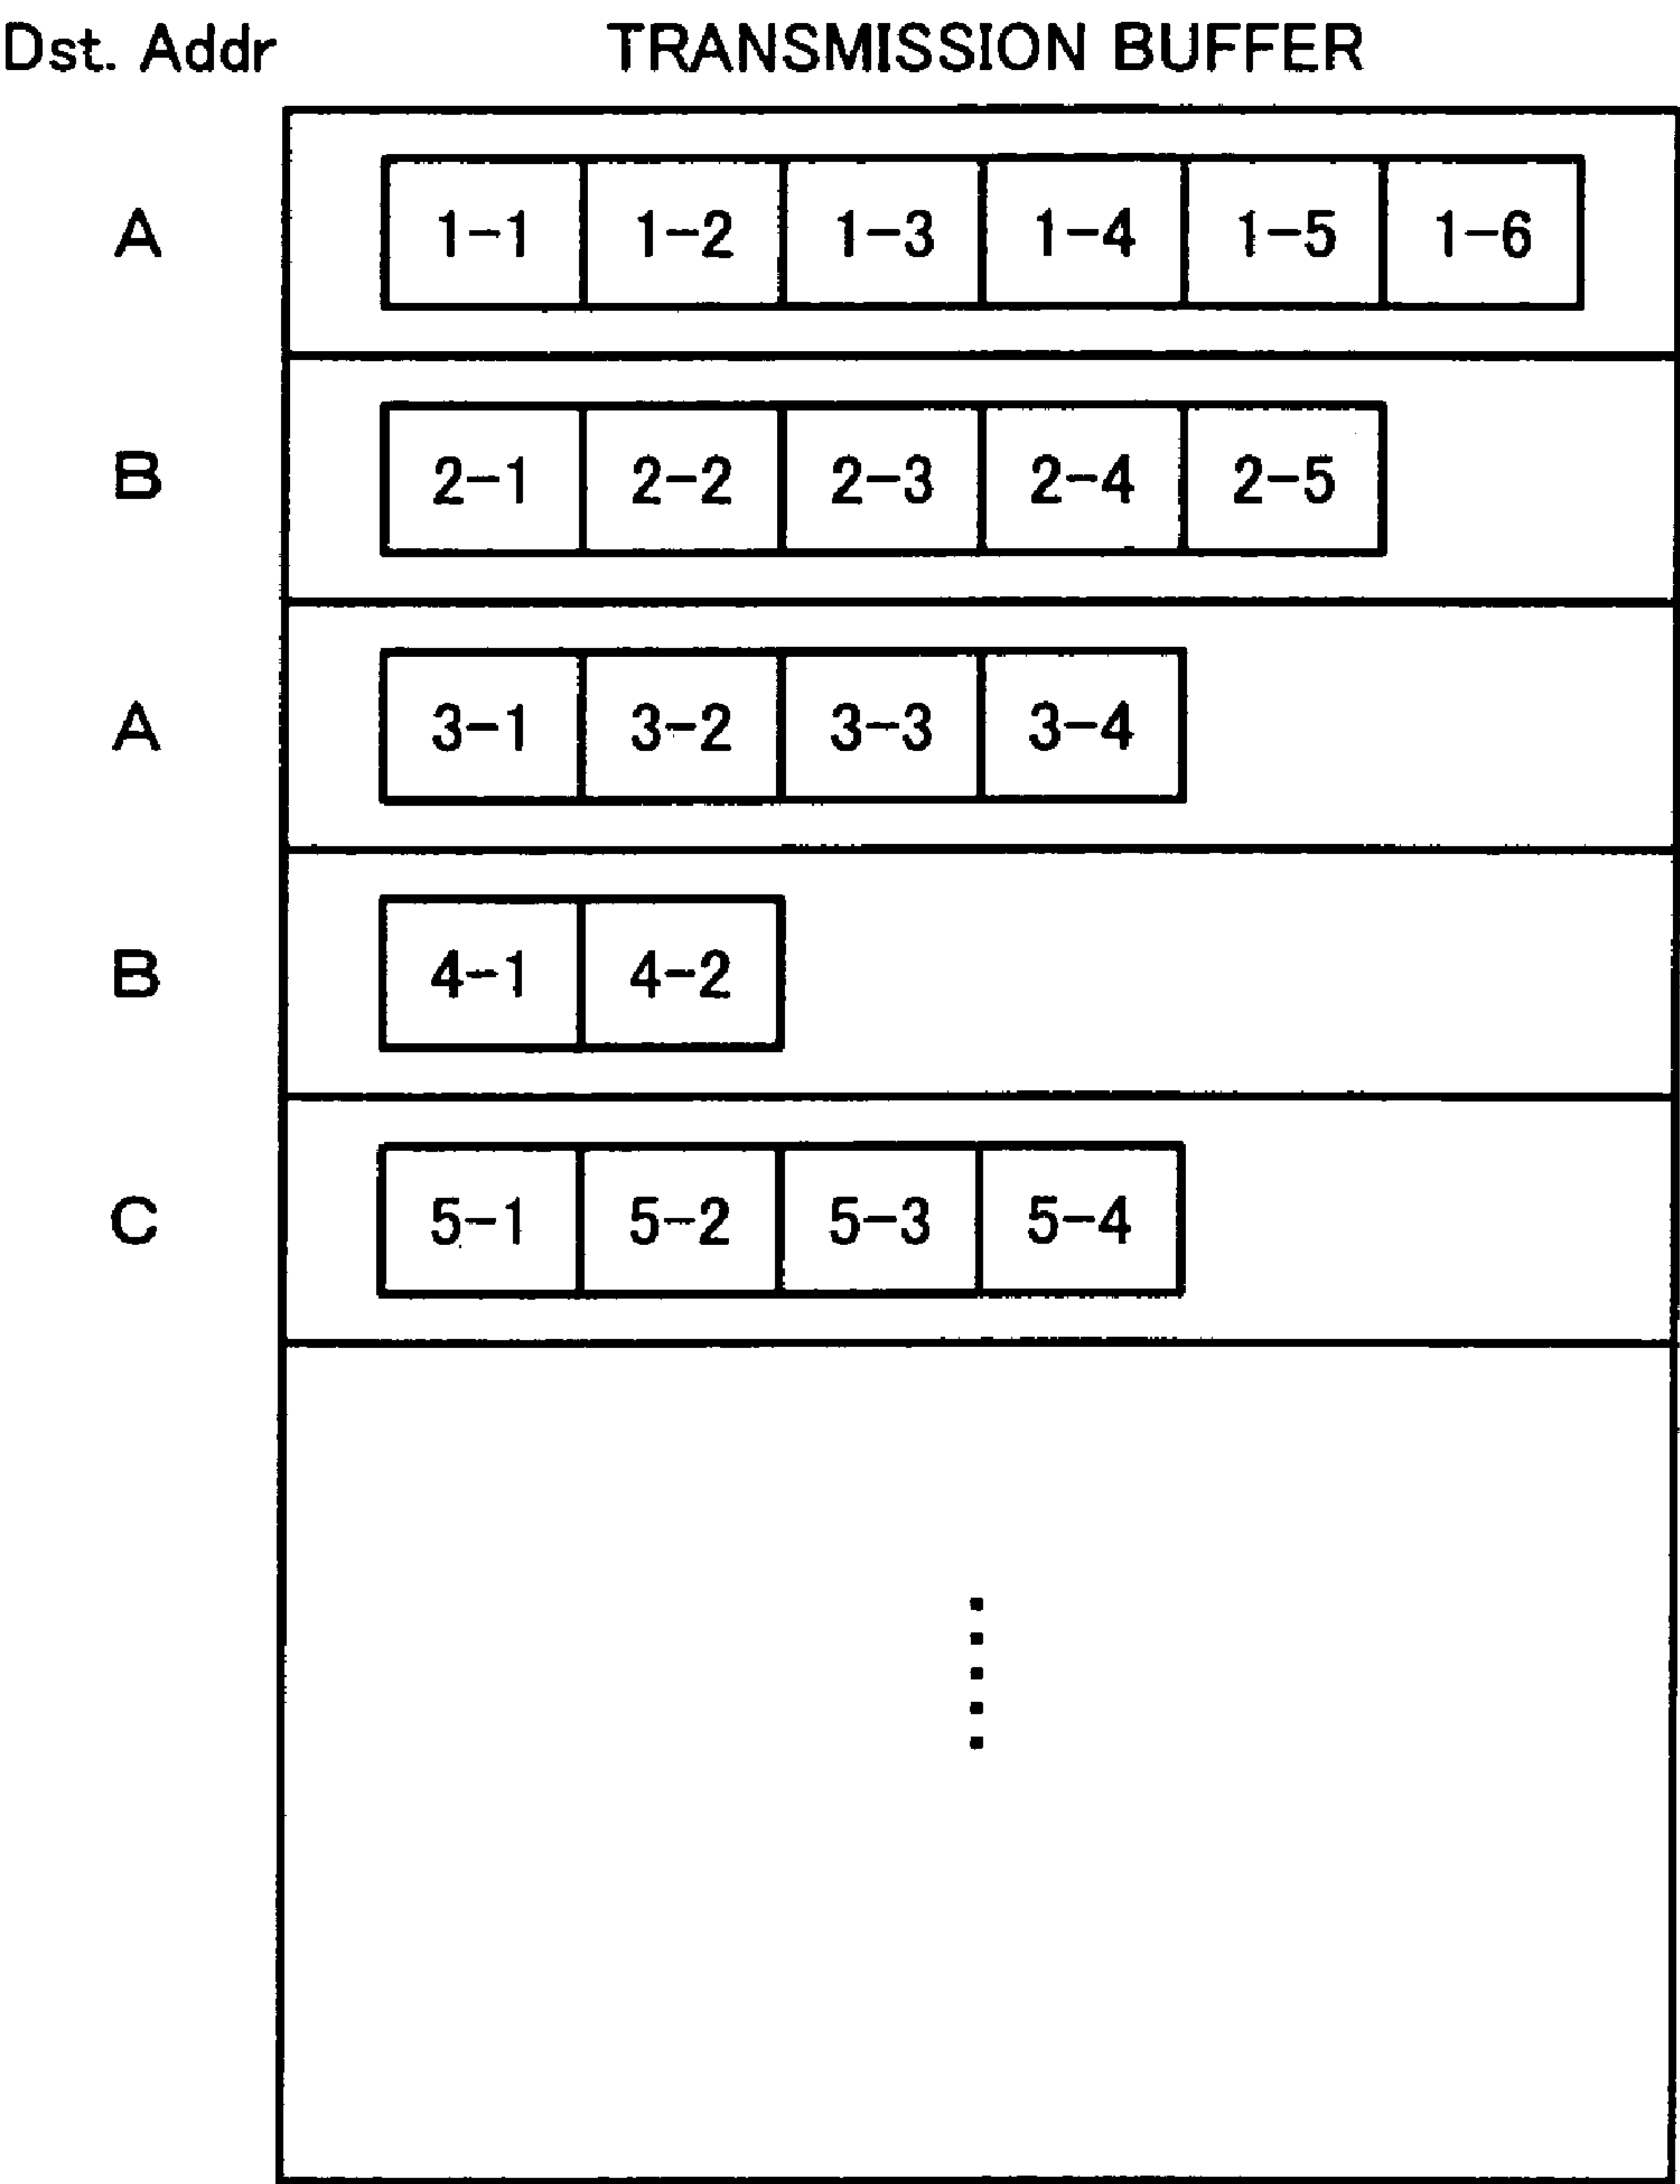 Dst. Addr TRANSMISSION BUFFER
A 1-1 1-2 1-3 1-4 1-5 1-6
B 2-1 2-2 2-3 2-4 2-5
A 3-1 3-2 3-3 3-4
B 4-1 4-2
C 5-1 5-2 5-3 5-4